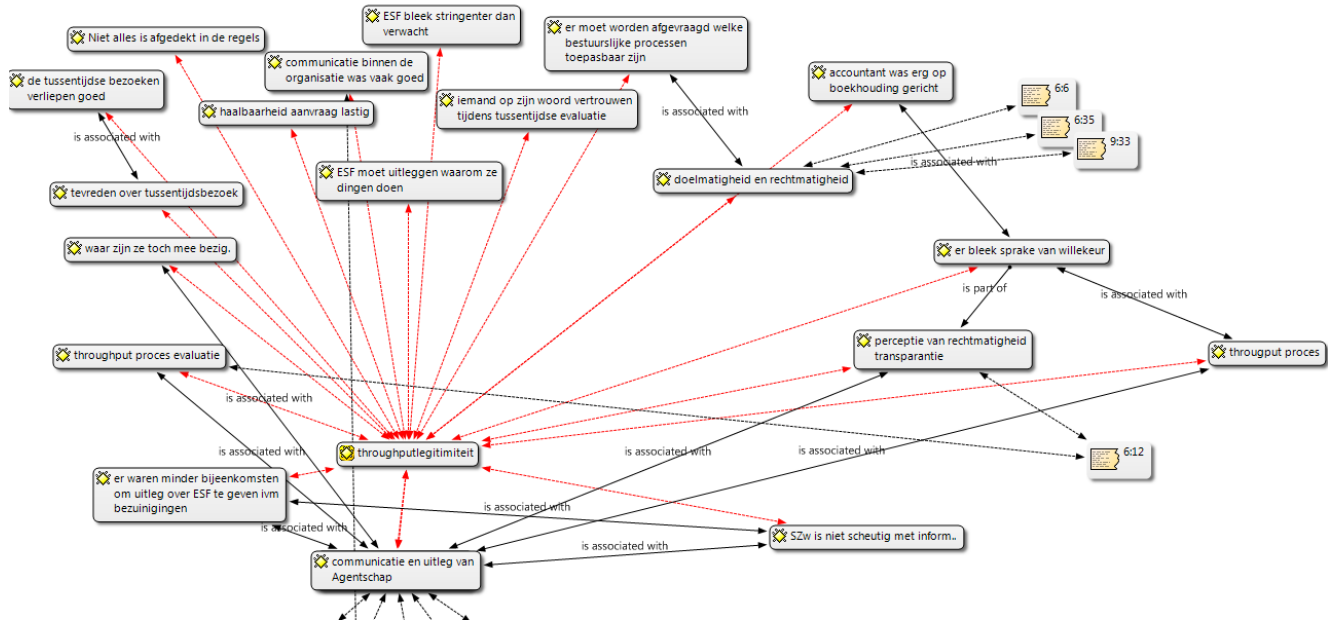 ESF bleek stringenter dan
verwacht
er moet worden afgevraagd welke
bestuurslijke processen
toepasbaar zijn
Niet alles is afgedekt in de regels
communicatie binnen de
organisatie was vaak goed
accountant was erg op
boekhouding gericht
de tussentijdse bezoeken
verliepen goed
6:6
haalbaarheid aanvraag lastig
iemand op zijn woord vertrouwen
tijdens tussentijdse evaluatie
6:35
is associated with
9:33
is associated with
ESF moet uitleggen waarom ze
dingen doen
doelmatigheid en rechtmatigheid
tevreden over tussentijdsbezoek
waar zijn ze toch mee bezig.
er bleek sprake van willekeur
is part of
is associated with
throughput proces evaluatie
perceptie van rechtmatigheid
transparantie
througput proces
is associated with
throughputlegitimiteit
is associated with
is associated with
is associated with
6:12
er waren minder bijeenkomsten
om uitleg over ESF te geven ivm
bezuinigingen
is associated with
SZw is niet scheutig met inform..
is associated with
communicatie en uitleg van
Agentschap